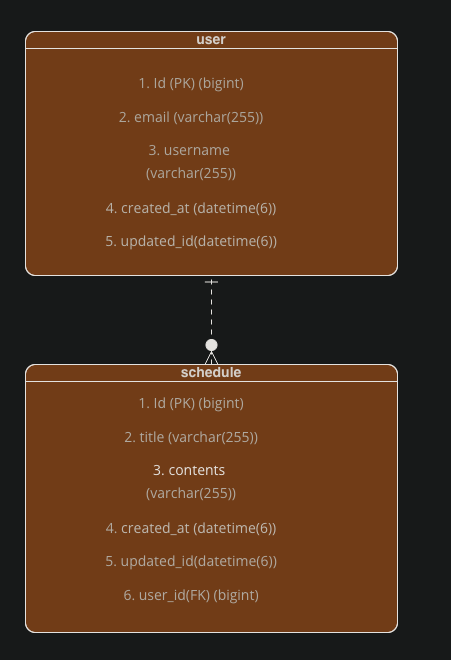 user
1. Id (PK) (bigint)
2. email (varchar(255))
3. username
(varchar(255))
4. created_at (datetime(6))
5. updated_id(datetime(6))
schedule
1. Id (PK) (bigint)
2. title (varchar(255))
3. contents
(varchar(255))
4. created_at (datetime(6))
5. updated_id(datetime(6))
6. user_id(FK) (bigint)